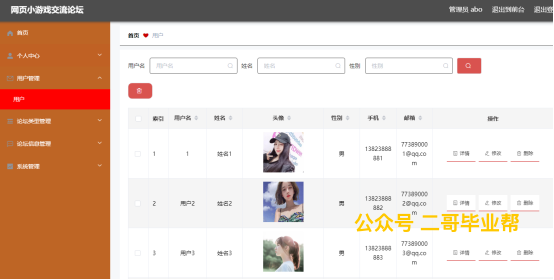 网页小游戏交流论坛
管理员 abo 退出到前台 退出登
首页
个人中心
用户管理
用户
论坛类型管理
论坛信息管理
系统管理
首页 用户
用户名 用户名 姓名 姓名 性别 性别
索引 用户名 姓名 头像 性别 手机 邮箱 操作
1 1 姓名1 男 13823888881 773890001@qq.com 详情 修改 删除
2 用户2 姓名2 男 13823888882 773890002@qq.com 详情 修改 删除
3 用户3 姓名3 男 13823888883 773890003@qq.com 详情 修改 删除
公众号 二哥毕业帮